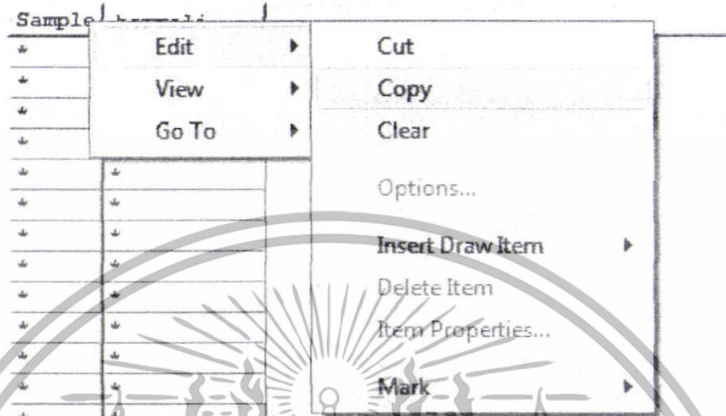 Sample
Edit
View
Go To
Cut
Copy
Clear
Options...
Insert Draw Item
Delete Item
Item Properties...
Mark